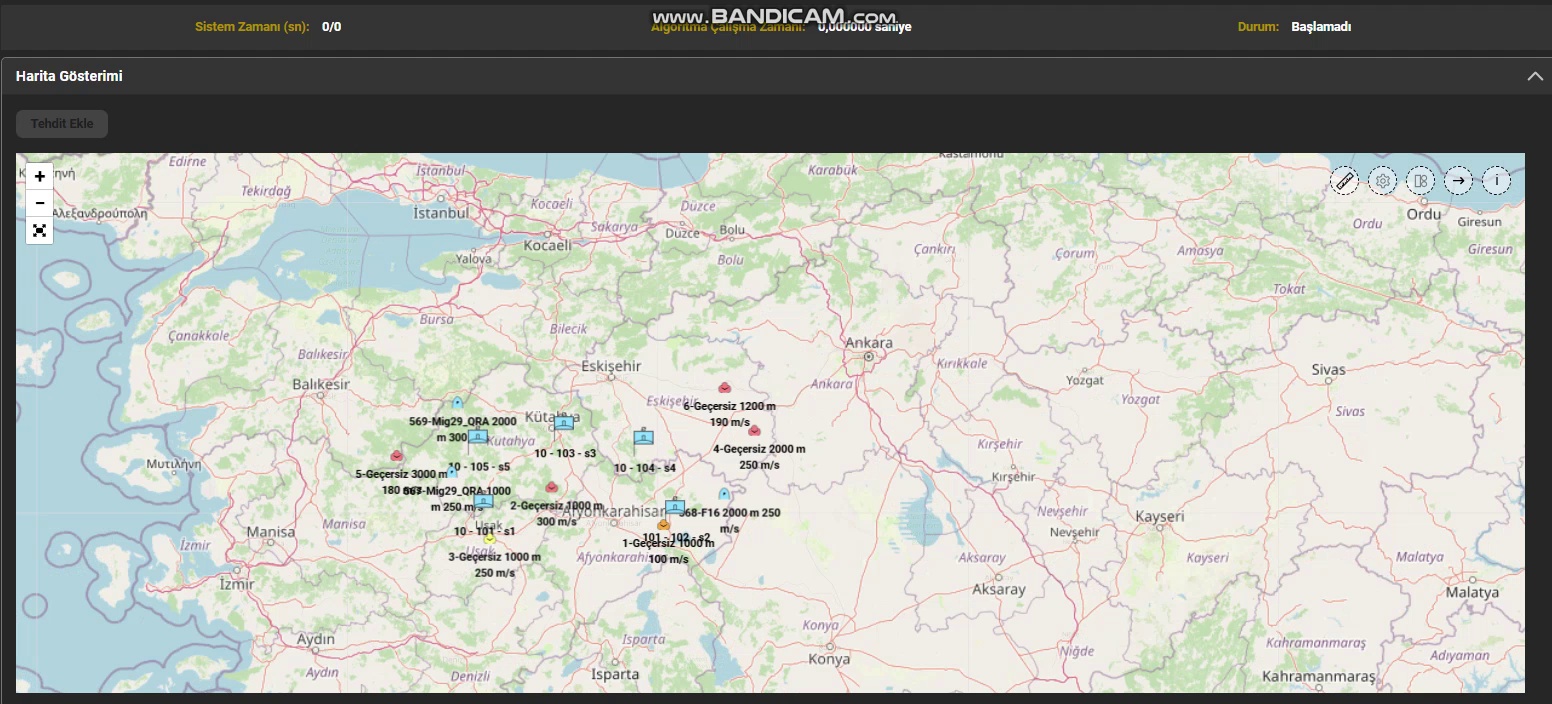 www.BANDICAM.com
Sistem Zamanı (sn): 0/0
Algoritma Çalışma Zamanı: 0,000000 saniye
Durum: Başlamadı
Harita Gösterimi
Tehdit Ekle
+
−
Edirne
İstanbul
Karabük
Kastamonu
Tekirdağ
Αλεξανδρούπολη
İstanbul
Kocaeli
Düzce
Ordu
Giresun
Ordu
Sakarya
Düzce
Bolu
Kocaeli
Çankırı
Çorum
Amasya
Giresun
Yalova
Bolu
Tokat
Bursa
Çanakkale
Bilecik
Ankara
Balıkesir
Eskişehir
Kırıkkale
Sivas
Balıkesir
Ankara
Yozgat
Eskişehir
Yozgat
Sivas
6-Geçersiz 1200 m
190 m/s
569-Mig29_QRA 2000
m 300
Kütahya
Kütahya
10 - 103 - s3
4-Geçersiz 2000 m
250 m/s
Kırşehir
Μυτιλήνη
10 - 105 - s5
10 - 104 - s4
5-Geçersiz 3000 m
180 m/s
Kırşehir
567-Mig29_QRA 1000
m 250 m/s
2-Geçersiz 1000 m
300 m/s
Afyonkarahisar
568-F16 2000 m 250
m/s
Nevşehir
Kayseri
Manisa
Manisa
Uşak
10 - 101 - s1
Nevşehir
101 - 102 - s2
1-Geçersiz 1000 m
100 m/s
İzmir
Uşak
3-Geçersiz 1000 m
250 m/s
Afyonkarahisar
Aksaray
Kayseri
Malatya
İzmir
Aksaray
Malatya
Aydın
Isparta
Konya
Niğde
Kahramanmaraş
Adıyaman
Konya
Aydın
Denizli
Isparta
Kahramanmaraş